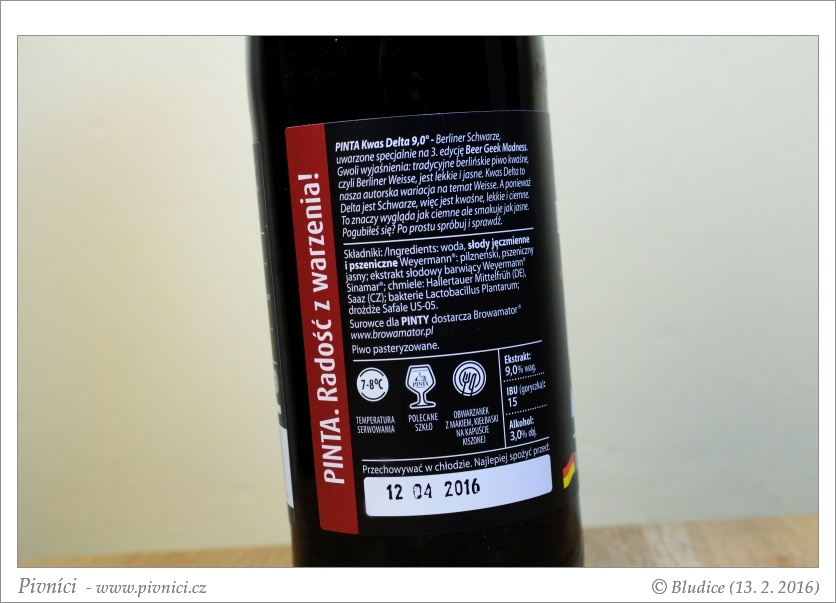 PINTA. Radość z warzenia!
PINTA Kwas Delta 9,0° - Berliner Schwarze,
uwarzone specjalnie na 3. edycję Beer Geek Madness.
Gwoli wyjaśnienia: tradycyjne berlińskie piwo kwaśne,
czyli Berliner Weisse, jest lekkie i jasne. Kwas Delta to
nasza autorska wariacja na temat Weisse. A ponieważ
Delta jest Schwarze, więc jest kwaśne, lekkie i ciemne.
To znaczy wygląda jak ciemne ale smakuje jak jasne.
Pogubiłeś się? Po prostu spróbuj i sprawdź.
Składniki: /Ingredients: woda, słody jęczmienne
i pszeniczne Weyermann®: pilzneński, pszeniczny
jasny; ekstrakt słodowy barwiący Weyermann®
Sinamar®; chmiele: Hallertauer Mittelfrüh (DE),
Saaz (CZ); bakterie Lactobacillus Plantarum;
drożdże Safale US-05.
Surowce dla PINTY dostarcza Browamator®
www.browamator.pl
Piwo pasteryzowane.
7-8°C
TEMPERATURA
SERWOWANIA
PINTA
POLECANE
SZKŁO
OBWARZANEK
Z MAKIEM, KIEŁBASKI
NA KAPUŚCIE
KISZONEJ
Ekstrakt:
9,0% wag.
IBU (goryczka):
15
Alkohol:
3,0% obj.
Przechowywać w chłodzie. Najlepiej spożyć przed:
12 04 2016
Pivníci - www.pivnici.cz
© Bludice (13. 2. 2016)